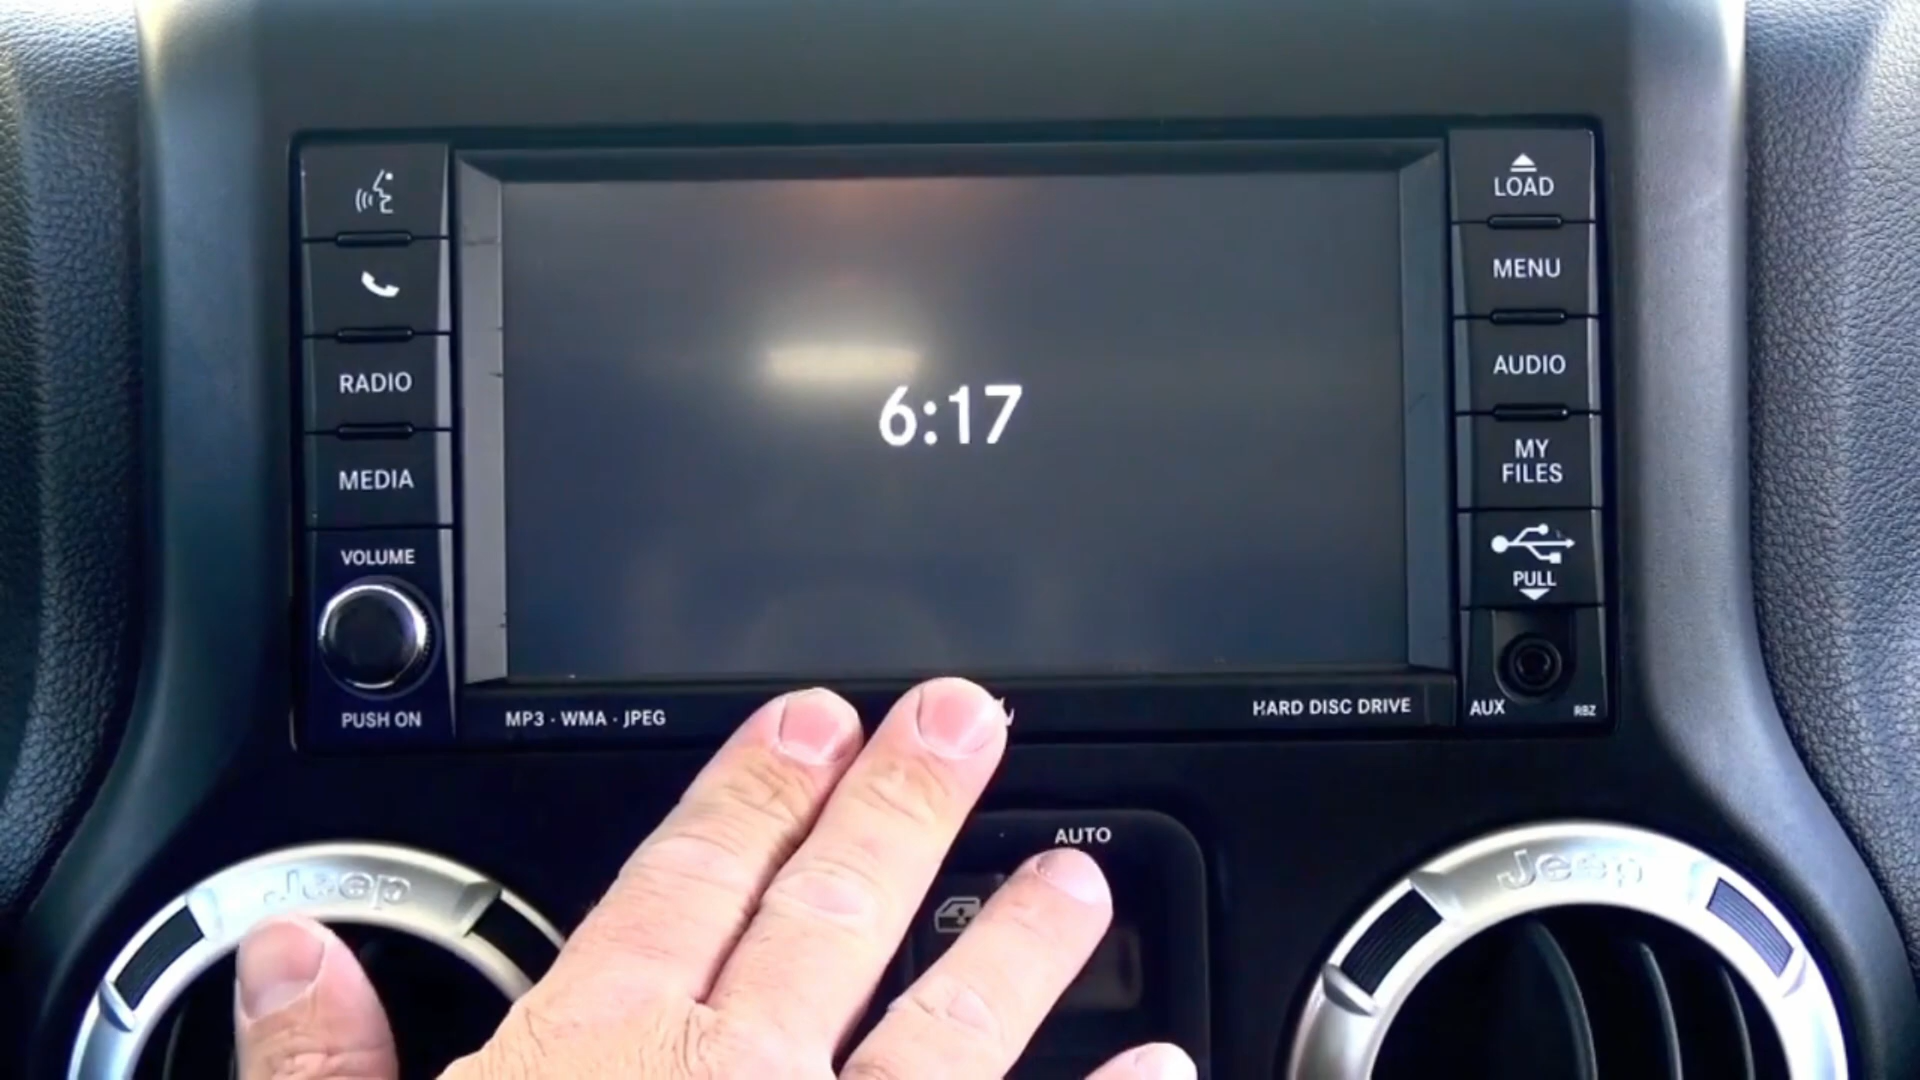 LOAD
MENU
RADIO
AUDIO
MEDIA
MY
FILES
6:17
VOLUME
PULL
PUSH ON
MP3 · WMA · JPEG
HARD DISC DRIVE
AUX
RBZ
AUTO
Jeep
Jeep